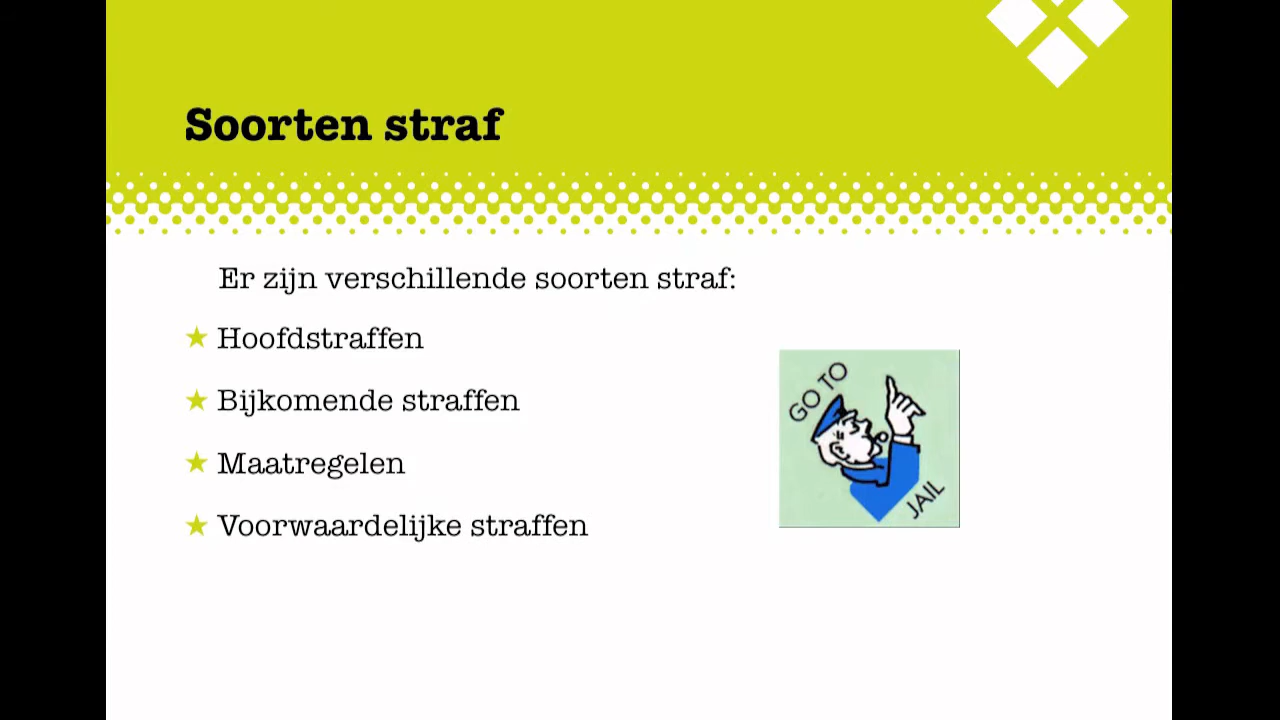 Soorten straf
Er zijn verschillende soorten straf:
Hoofdstraffen
Bijkomende straffen
Maatregelen
Voorwaardelijke straffen
GO TO
JAIL